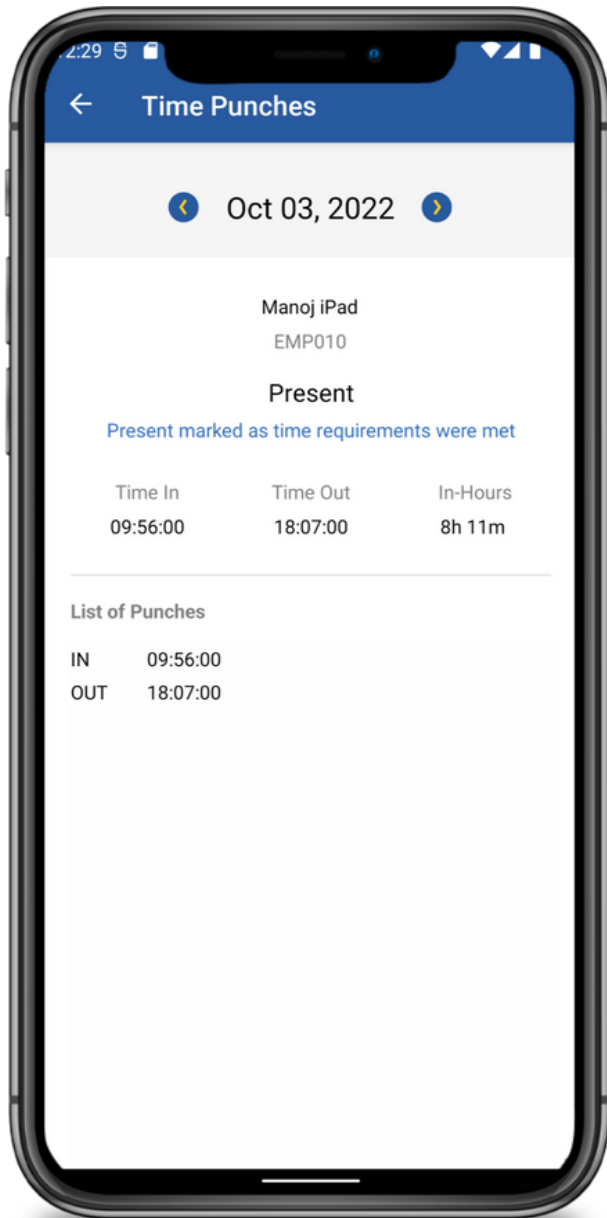 2:29
Time Punches
Oct 03, 2022
Manoj iPad
EMP010
Present
Present marked as time requirements were met
Time In Time Out In-Hours
09:56:00 18:07:00 8h 11m
List of Punches
IN 09:56:00
OUT 18:07:00